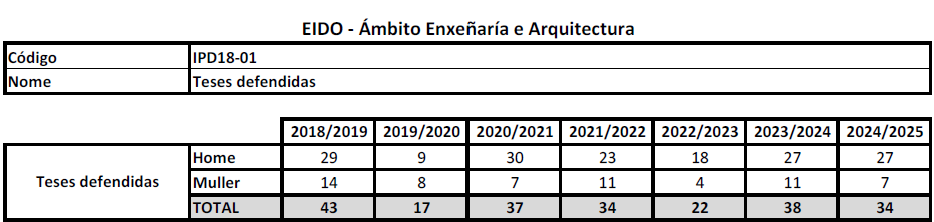 EIDO - Ámbito Enxeñaría e Arquitectura
Código IPD18-01
Nome Teses defendidas
2018/2019 2019/2020 2020/2021 2021/2022 2022/2023 2023/2024 2024/2025
Teses defendidas
Home 29 9 30 23 18 27 27
Muller 14 8 7 11 4 11 7
TOTAL 43 17 37 34 22 38 34